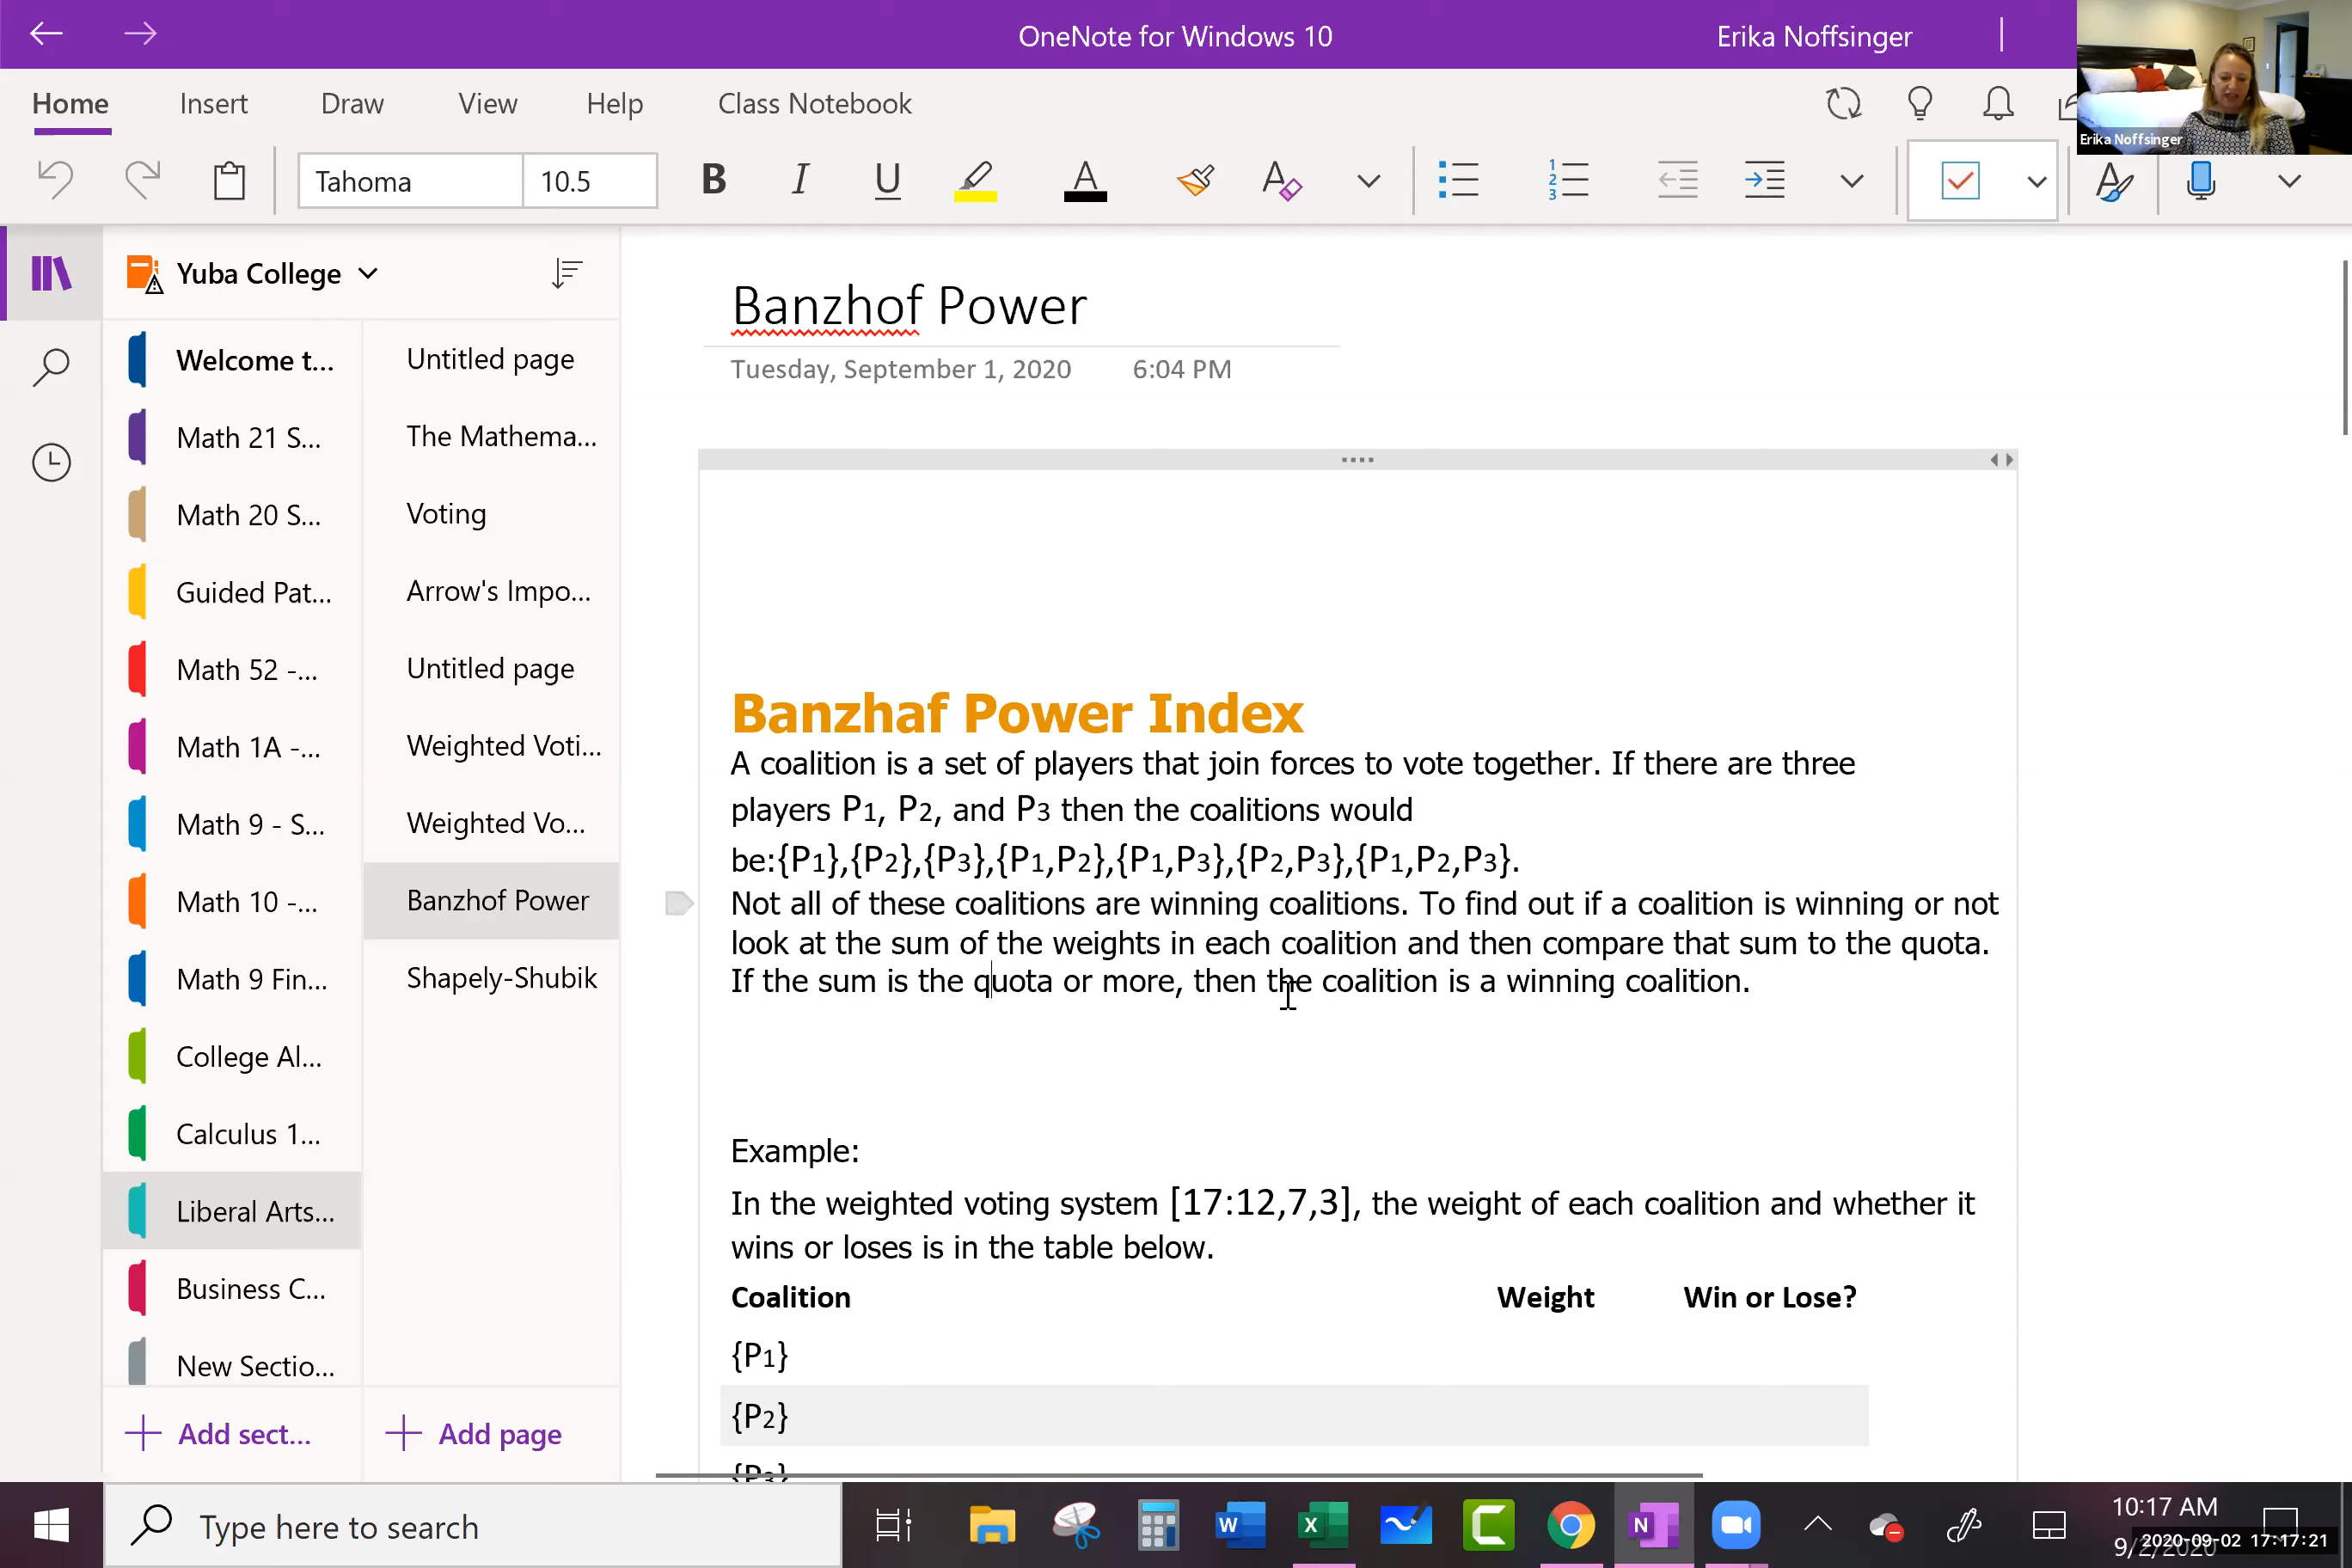 OneNote for Windows 10
Erika Noffsinger
Home Insert Draw View Help Class Notebook
Erika Noffsinger
Tahoma 10.5 B I U A A
Yuba College
Welcome t...
Math 21 S...
Math 20 S...
Guided Pat...
Math 52 -...
Math 1A -...
Math 9 - S...
Math 10 -...
Math 9 Fin...
College Al...
Calculus 1...
Liberal Arts...
Business C...
New Sectio...
Add sect...
Untitled page
The Mathema...
Voting
Arrow's Impo...
Untitled page
Weighted Voti...
Weighted Vo...
Banzhof Power
Shapely-Shubik
Add page
Banzhof Power
Tuesday, September 1, 2020 6:04 PM
Banzhaf Power Index
A coalition is a set of players that join forces to vote together. If there are three
players P1, P2, and P3 then the coalitions would
be:{P1},{P2},{P3},{P1,P2},{P1,P3},{P2,P3},{P1,P2,P3}.
Not all of these coalitions are winning coalitions. To find out if a coalition is winning or not
look at the sum of the weights in each coalition and then compare that sum to the quota.
If the sum is the quota or more, then the coalition is a winning coalition.
Example:
In the weighted voting system [17:12,7,3], the weight of each coalition and whether it
wins or loses is in the table below.
Coalition Weight Win or Lose?
{P1}
{P2}
{P3}
Type here to search
10:17 AM
9/2/2020
2020-09-02 17:17:21